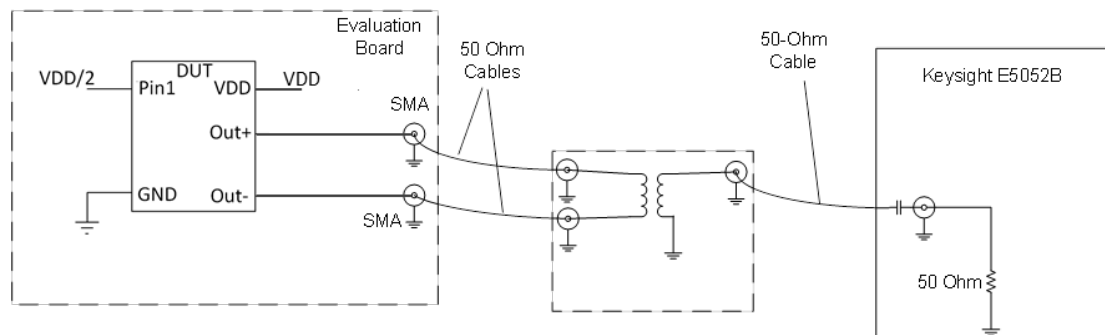 Evaluation
Board
50 Ohm
Cables
50-Ohm
Cable
Keysight E5052B
DUT
VDD/2
Pin1
VDD
VDD
SMA
Out+
GND
Out-
SMA
50 Ohm